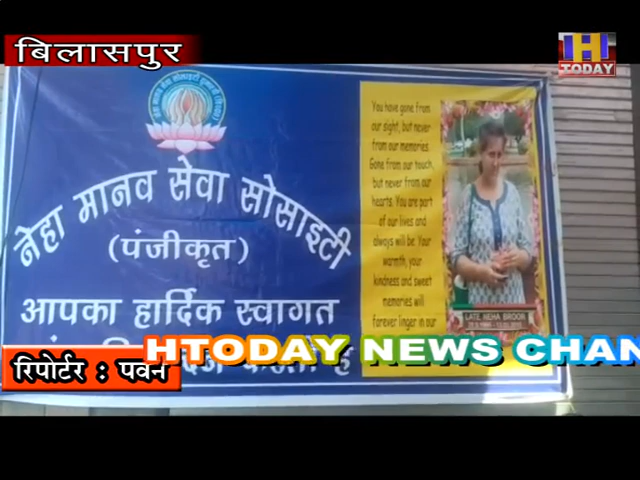 बिलासपुर
H
TODAY
नेहा मानव सेवा सोसाइटी
(पंजीकृत)
आपका हार्दिक स्वागत
है
You have gone from
our sight, but never
from our memories.
Gone from our touch,
but never from our
hearts. You are part
of our lives and
always will be. Your
warmth, your
kindness and sweet
memories will
forever linger in our
LATE NEHA BROOR
रिपोर्टर : पवन
HTODAY NEWS CHAN